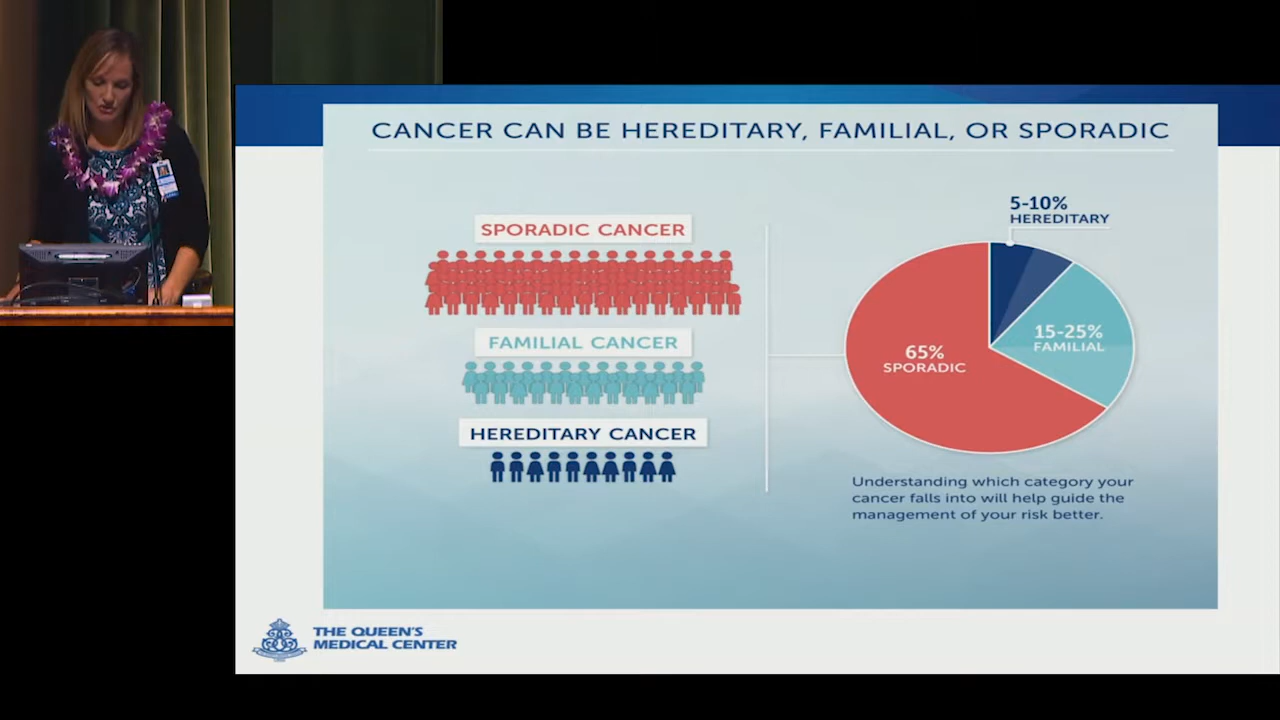 CANCER CAN BE HEREDITARY, FAMILIAL, OR SPORADIC
SPORADIC CANCER
FAMILIAL CANCER
HEREDITARY CANCER
5-10%
HEREDITARY
15-25%
FAMILIAL
65%
SPORADIC
Understanding which category your
cancer falls into will help guide the
management of your risk better.
THE QUEEN'S
MEDICAL CENTER